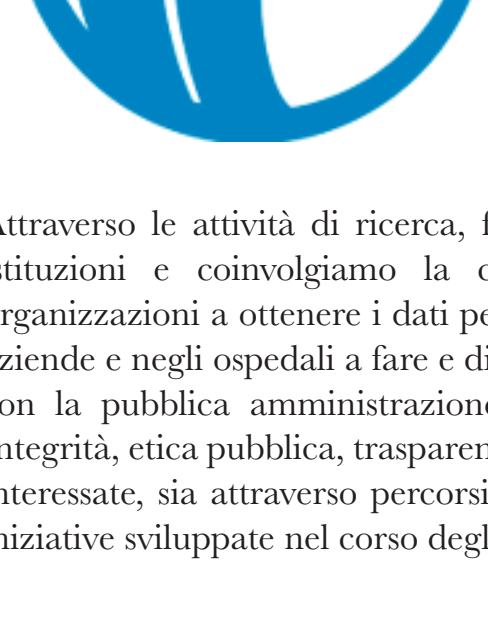 Attraverso le attività di ricerca, f
stituzioni e coinvolgiamo la
rganizzazioni a ottenere i dati pe
ziende e negli ospedali a fare e di
on la pubblica amministrazione
ntegrità, etica pubblica, trasparen
nteressate, sia attraverso percorsi
niziative sviluppate nel corso degl